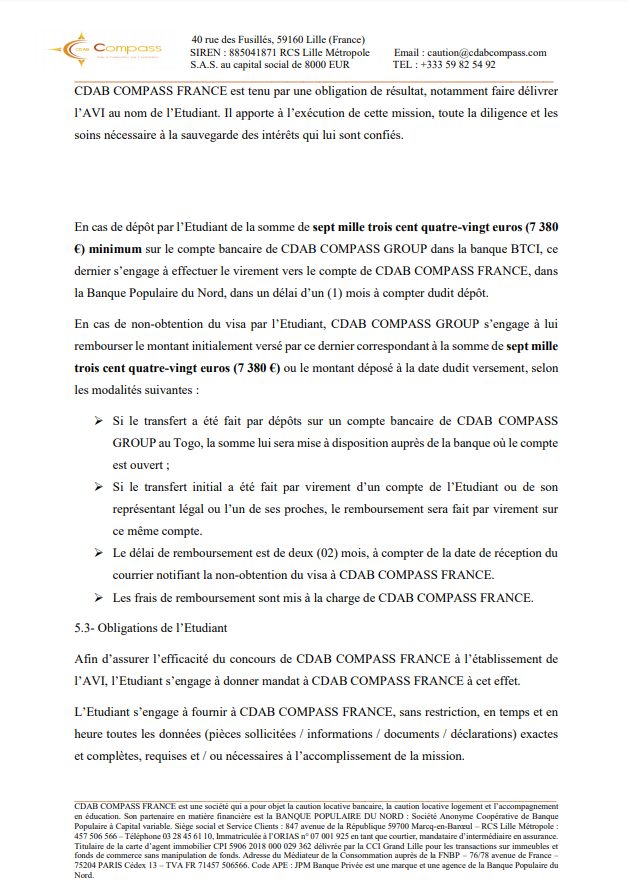 CDAB
Compass
40 rue des Fusillés, 59160 Lille (France)
SIREN : 885041871 RCS Lille Métropole Email : caution@cdabcompass.com
S.A.S. au capital social de 8000 EUR TEL : +333 59 82 54 92
CDAB COMPASS FRANCE est tenu par une obligation de résultat, notamment faire délivrer
l’AVI au nom de l’Etudiant. Il apporte à l’exécution de cette mission, toute la diligence et les
soins nécessaire à la sauvegarde des intérêts qui lui sont confiés.
En cas de dépôt par l’Etudiant de la somme de sept mille trois cent quatre-vingt euros (7 380
€) minimum sur le compte bancaire de CDAB COMPASS GROUP dans la banque BTCI, ce
dernier s’engage à effectuer le virement vers le compte de CDAB COMPASS FRANCE, dans
la Banque Populaire du Nord, dans un délai d’un (1) mois à compter dudit dépôt.
En cas de non-obtention du visa par l’Etudiant, CDAB COMPASS GROUP s’engage à lui
rembourser le montant initialement versé par ce dernier correspondant à la somme de sept mille
trois cent quatre-vingt euros (7 380 €) ou le montant déposé à la date dudit versement, selon
les modalités suivantes :
➢ Si le transfert a été fait par dépôts sur un compte bancaire de CDAB COMPASS
GROUP au Togo, la somme lui sera mise à disposition auprès de la banque où le compte
est ouvert ;
➢ Si le transfert initial a été fait par virement d’un compte de l’Etudiant ou de son
représentant légal ou l’un de ses proches, le remboursement sera fait par virement sur
ce même compte.
➢ Le délai de remboursement est de deux (02) mois, à compter de la date de réception du
courrier notifiant la non-obtention du visa à CDAB COMPASS FRANCE.
➢ Les frais de remboursement sont mis à la charge de CDAB COMPASS FRANCE.
5.3- Obligations de l’Etudiant
Afin d’assurer l’efficacité du concours de CDAB COMPASS FRANCE à l’établissement de
l’AVI, l’Etudiant s’engage à donner mandat à CDAB COMPASS FRANCE à cet effet.
L’Etudiant s’engage à fournir à CDAB COMPASS FRANCE, sans restriction, en temps et en
heure toutes les données (pièces sollicitées / informations / documents / déclarations) exactes
et complètes, requises et / ou nécessaires à l’accomplissement de la mission.
CDAB COMPASS FRANCE est une société qui a pour objet la caution locative bancaire, la caution locative logement et l’accompagnement
en éducation. Son partenaire en matière financière est la BANQUE POPULAIRE DU NORD : Société Anonyme Coopérative de Banque
Populaire à Capital variable. Siège social et Service Clients : 847 avenue de la République 59700 Marcq-en-Barœul – RCS Lille Métropole :
457 506 566 – Téléphone 03 28 45 61 10, Immatriculée à l’ORIAS n° 07 001 925 en tant que courtier, mandataire d’intermédiaire en assurance.
Titulaire de la carte d’agent immobilier CPI 5906 2018 000 029 362 délivrée par la CCI Grand Lille pour les transactions sur immeubles et
fonds de commerce sans manipulation de fonds. Adresse du Médiateur de la Consommation auprès de la FNBP – 76/78 avenue de France –
75204 PARIS Cédex 13 – TVA FR 71457 506566. Code APE : JPM Banque Privée est une marque et une agence de la Banque Populaire du
Nord.